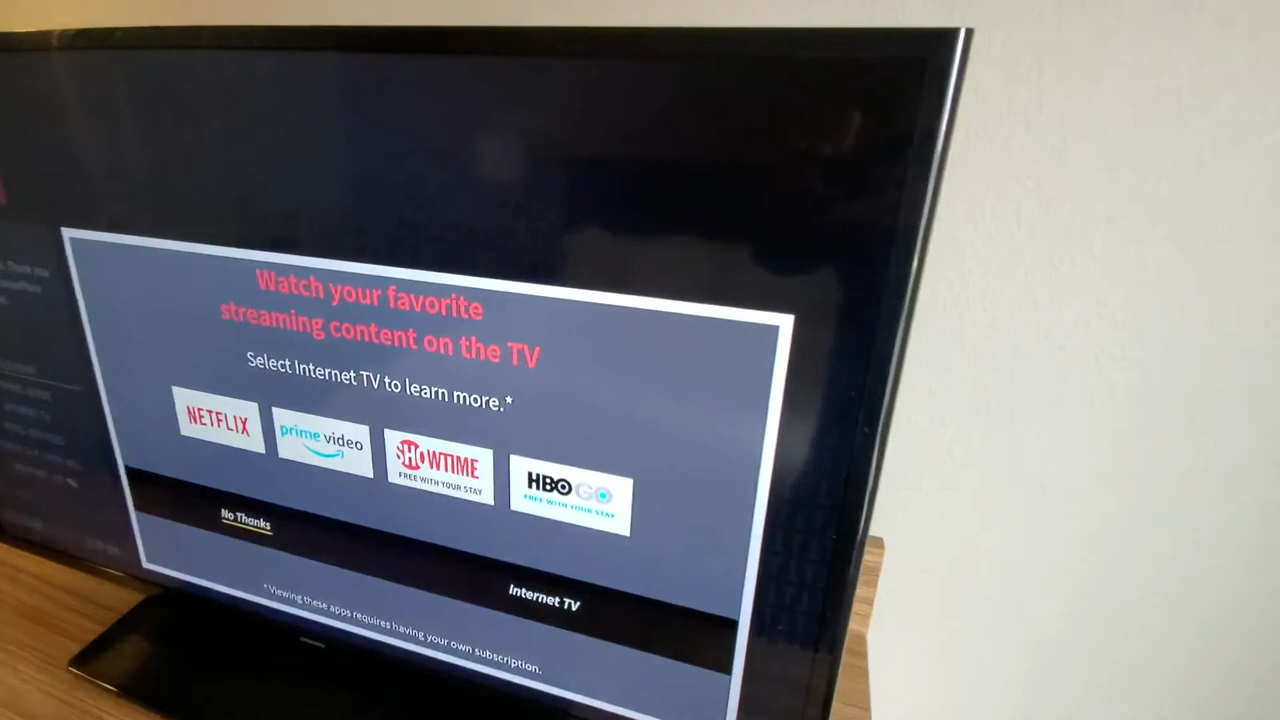 Thank you
Watch your favorite
streaming content on the TV
Select Internet TV to learn more.*
NETFLIX
prime video
SHOWTIME
FREE WITH YOUR STAY
HBO GO
FREE WITH YOUR STAY
No Thanks
Internet TV
* Viewing these apps requires having your own subscription.